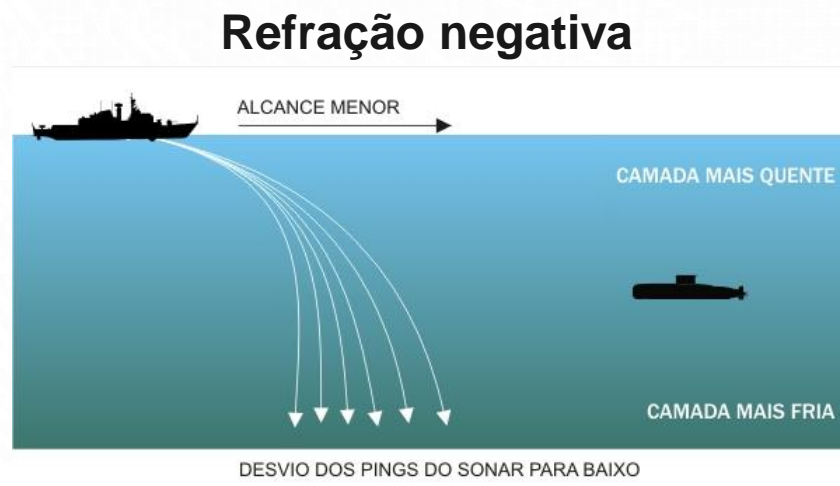 Refração negativa
ALCANCE MENOR
CAMADA MAIS QUENTE
CAMADA MAIS FRIA
DESVIO DOS PINGS DO SONAR PARA BAIXO